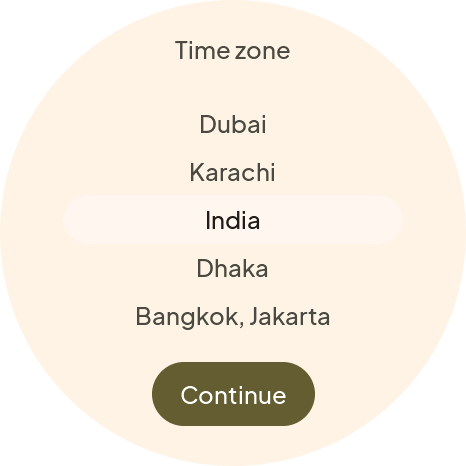 Time zone
Dubai
Karachi
India
Dhaka
Bangkok, Jakarta
Continue